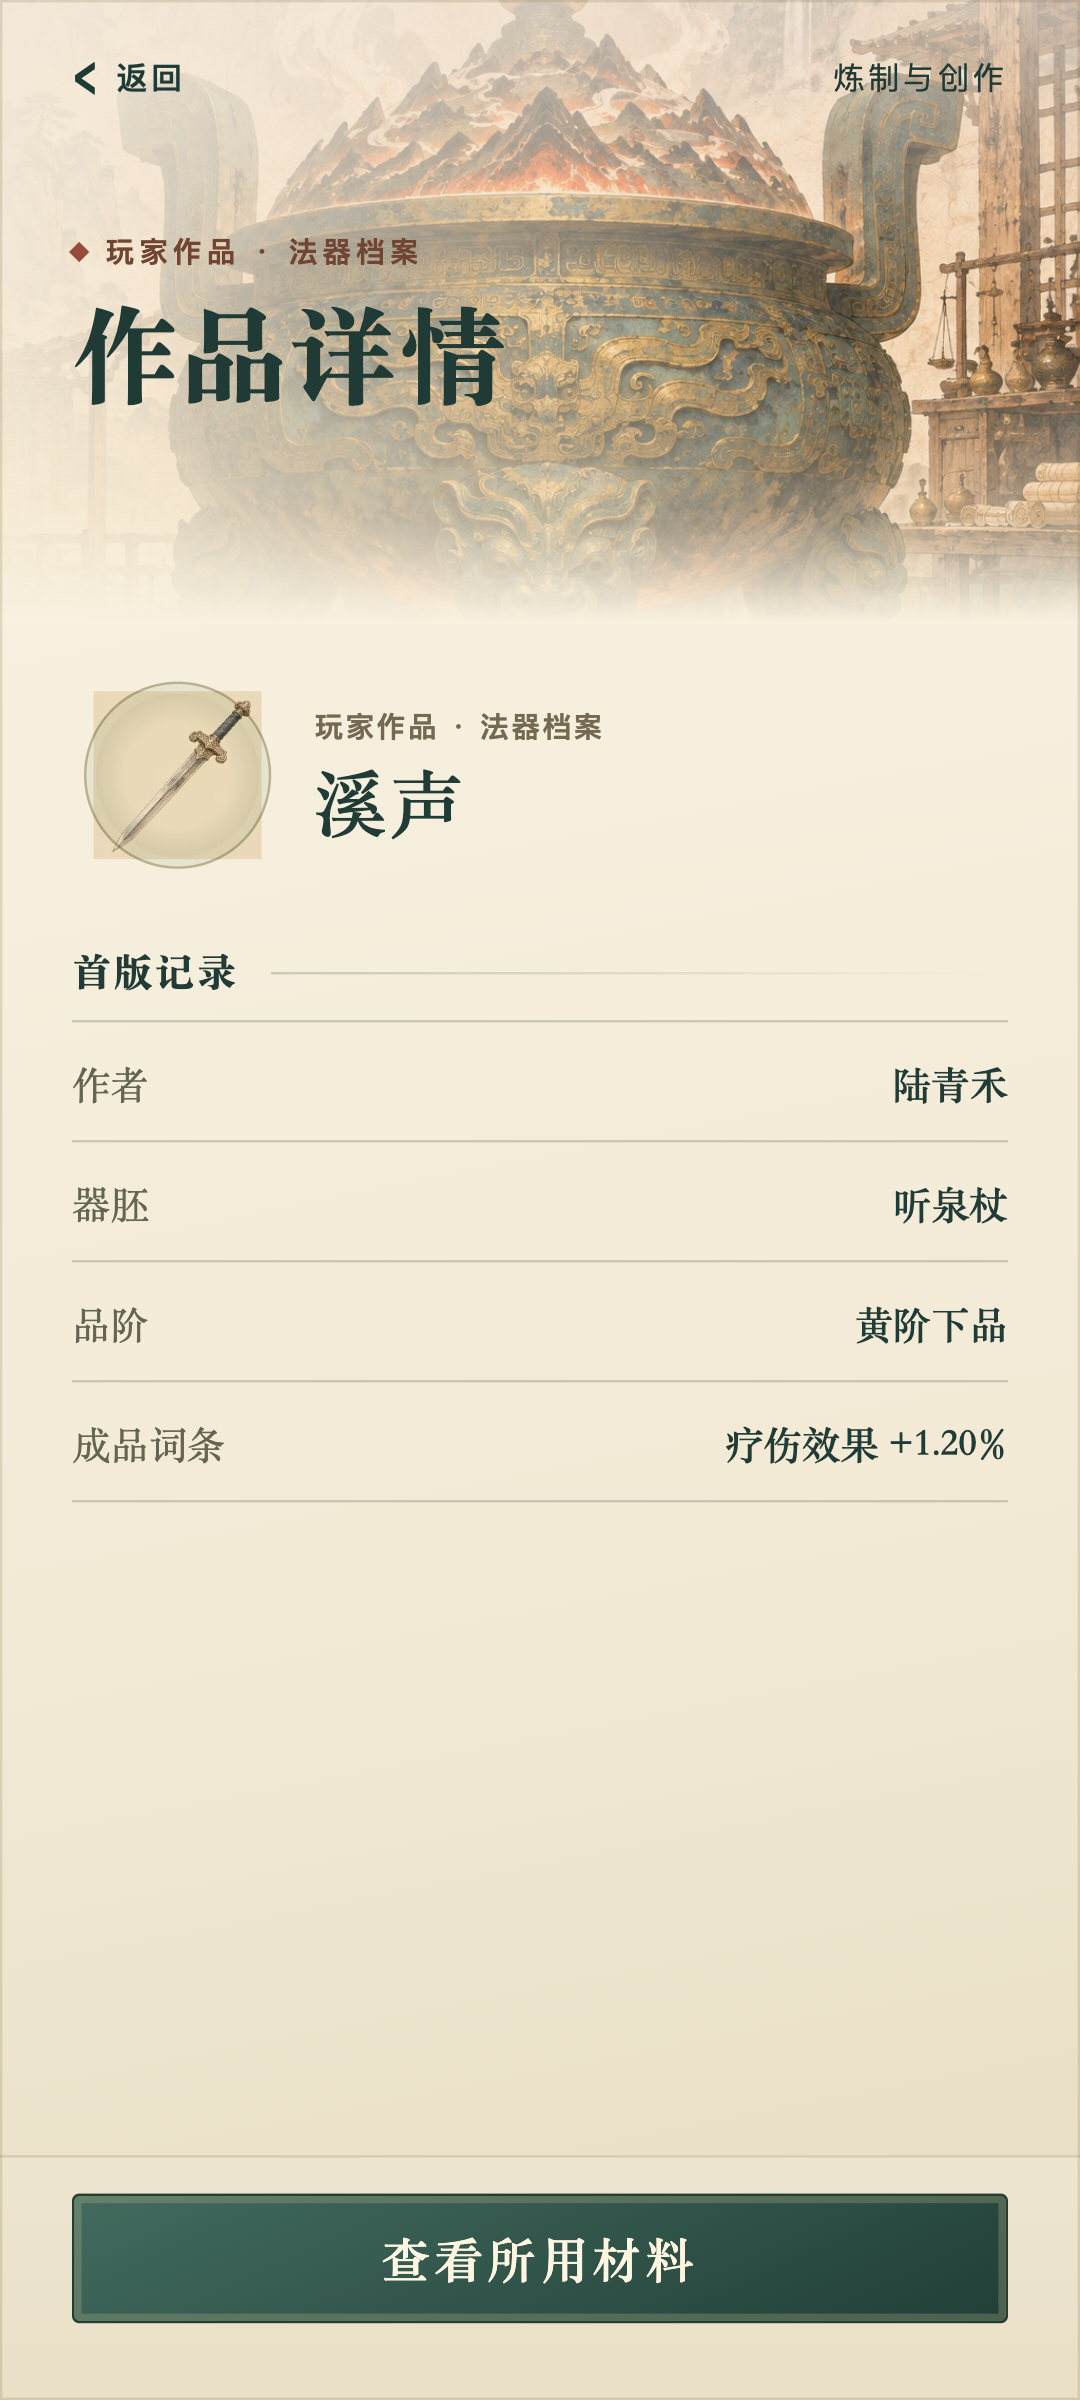 返回
炼制与创作
玩家作品 · 法器档案
作品详情
玩家作品 · 法器档案
溪声
首版记录
作者 陆青禾
器胚 听泉杖
品阶 黄阶下品
成品词条 疗伤效果 +1.20%
查看所用材料